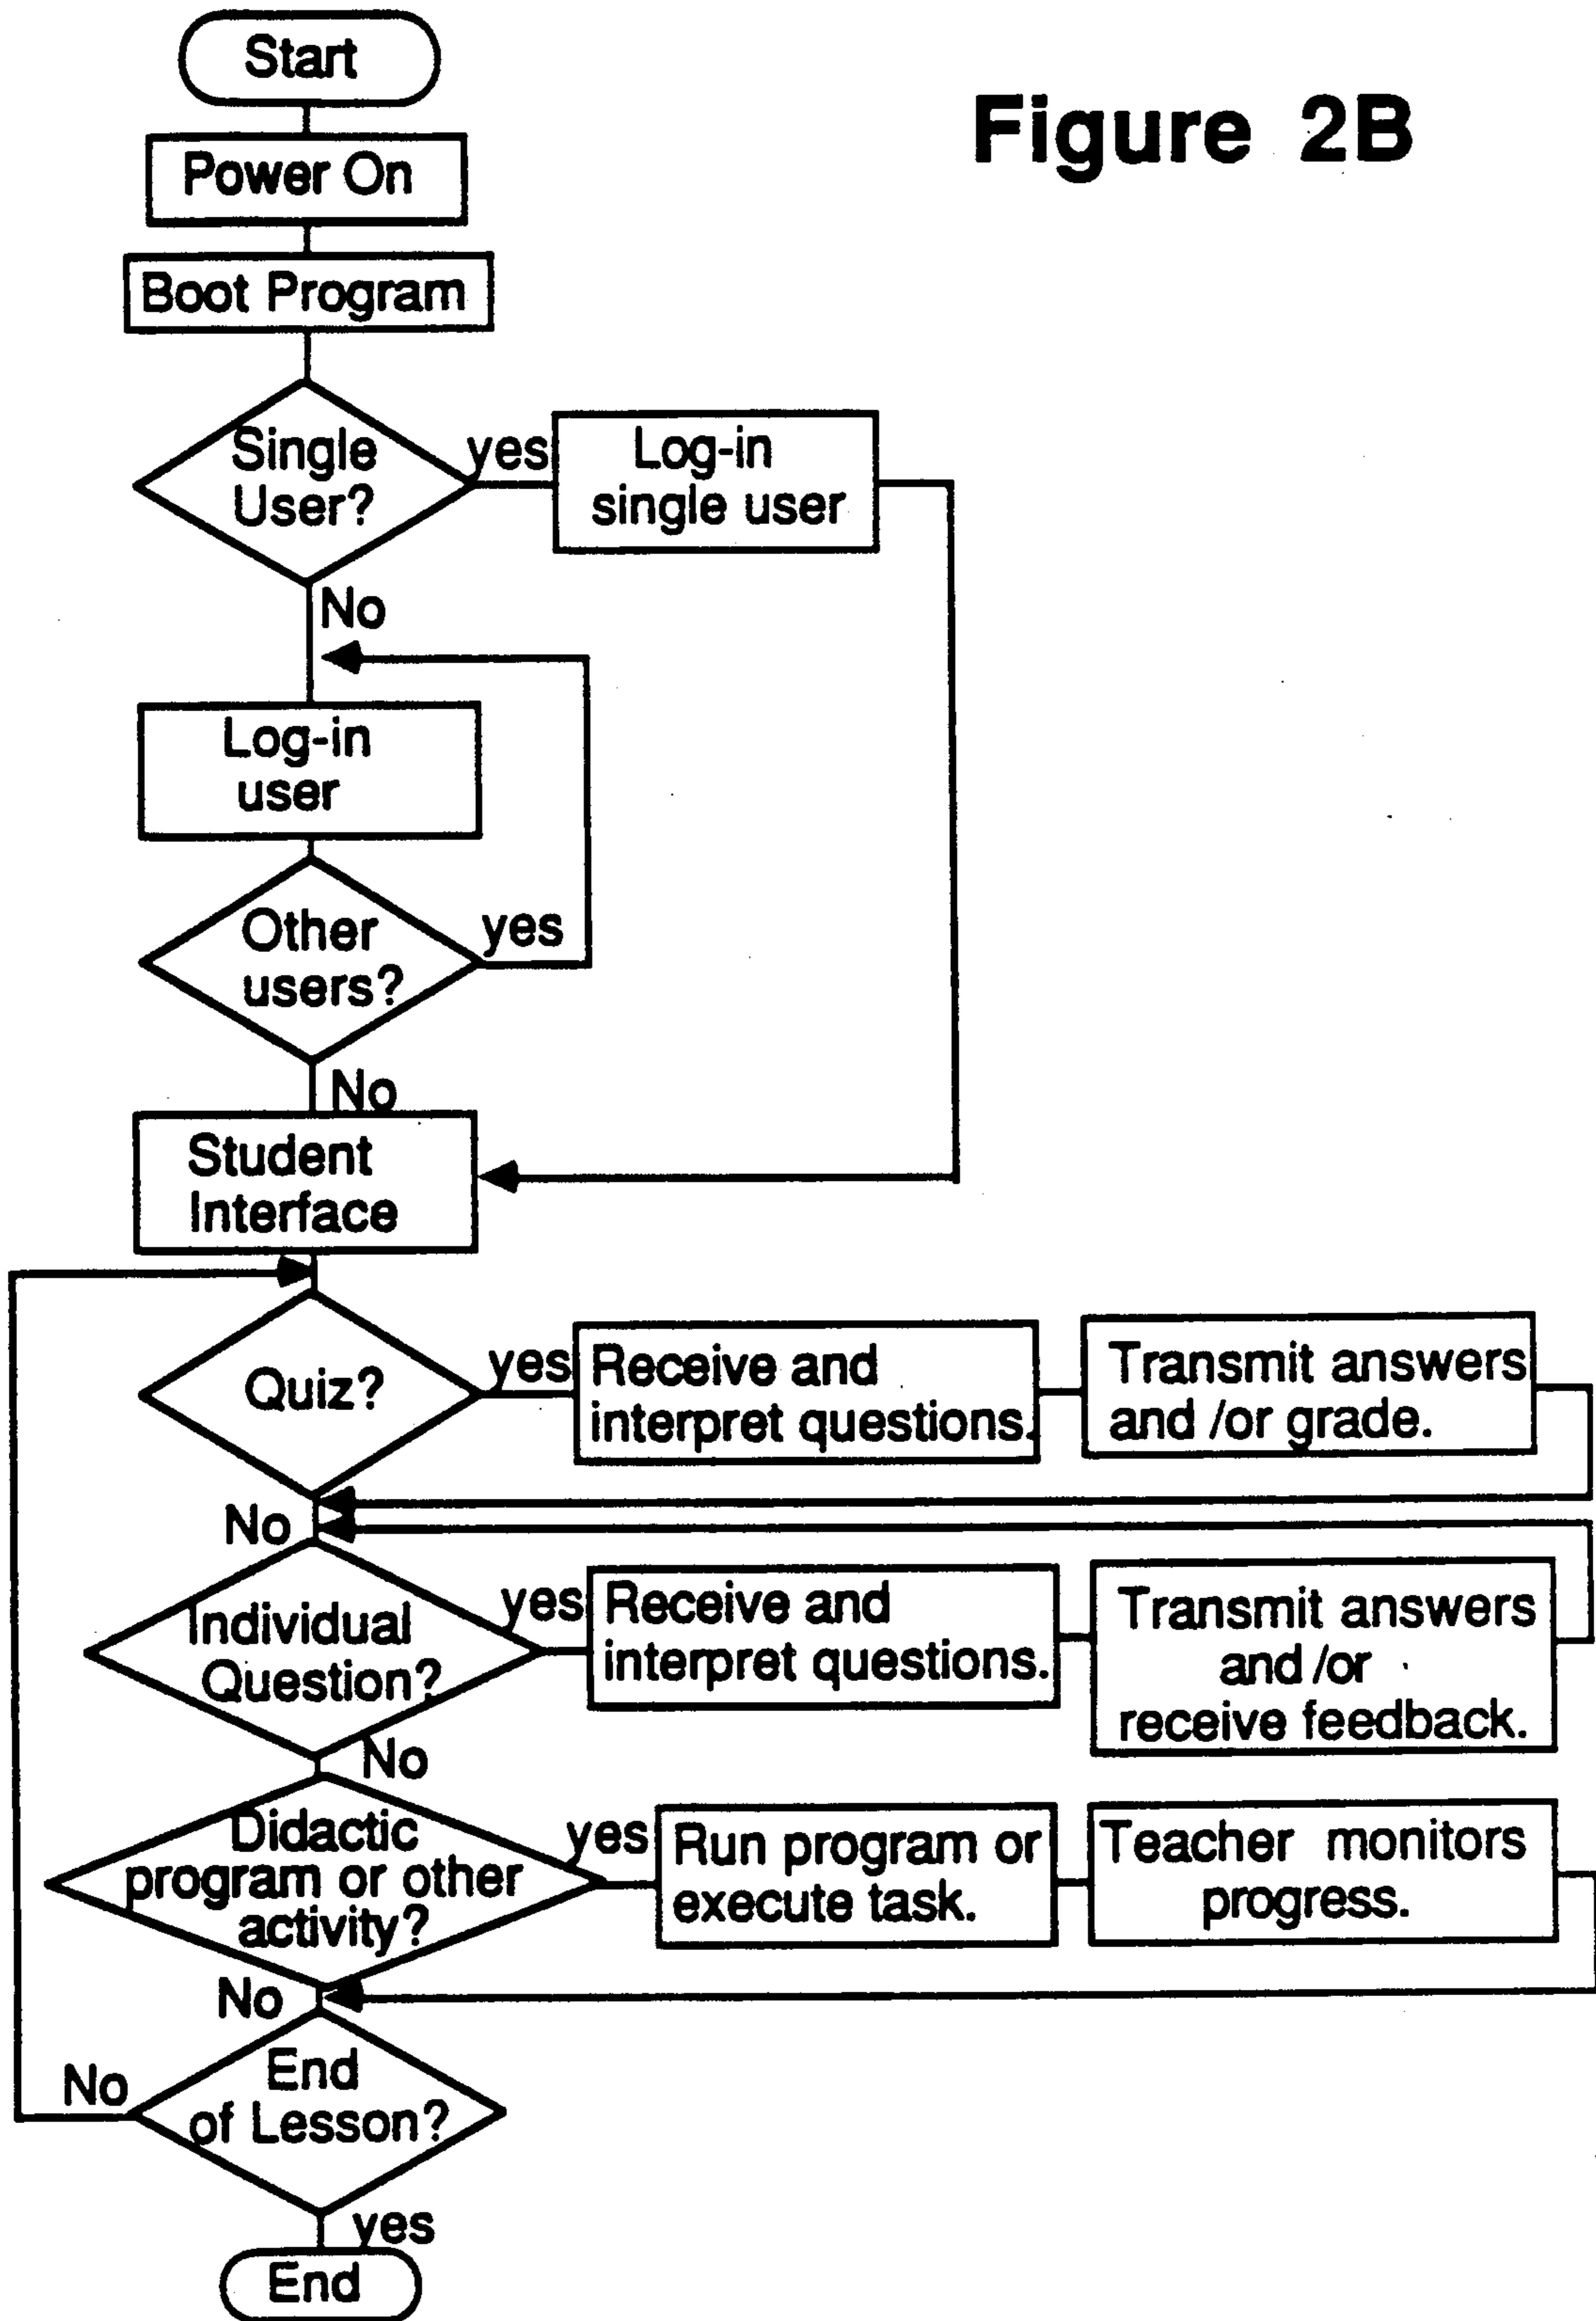 Start
Figure 2B
Power On
Boot Program
Single
User?
yes
Log-in
single user
No
Log-in
user
Other
users?
yes
No
Student
Interface
Quiz?
yes
Receive and
interpret questions.
Transmit answers
and /or grade.
No
Individual
Question?
yes
Receive and
interpret questions.
Transmit answers
and /or
receive feedback.
No
Didactic
program or other
activity?
yes
Run program or
execute task.
Teacher monitors
progress.
No
End
of Lesson?
No
yes
End